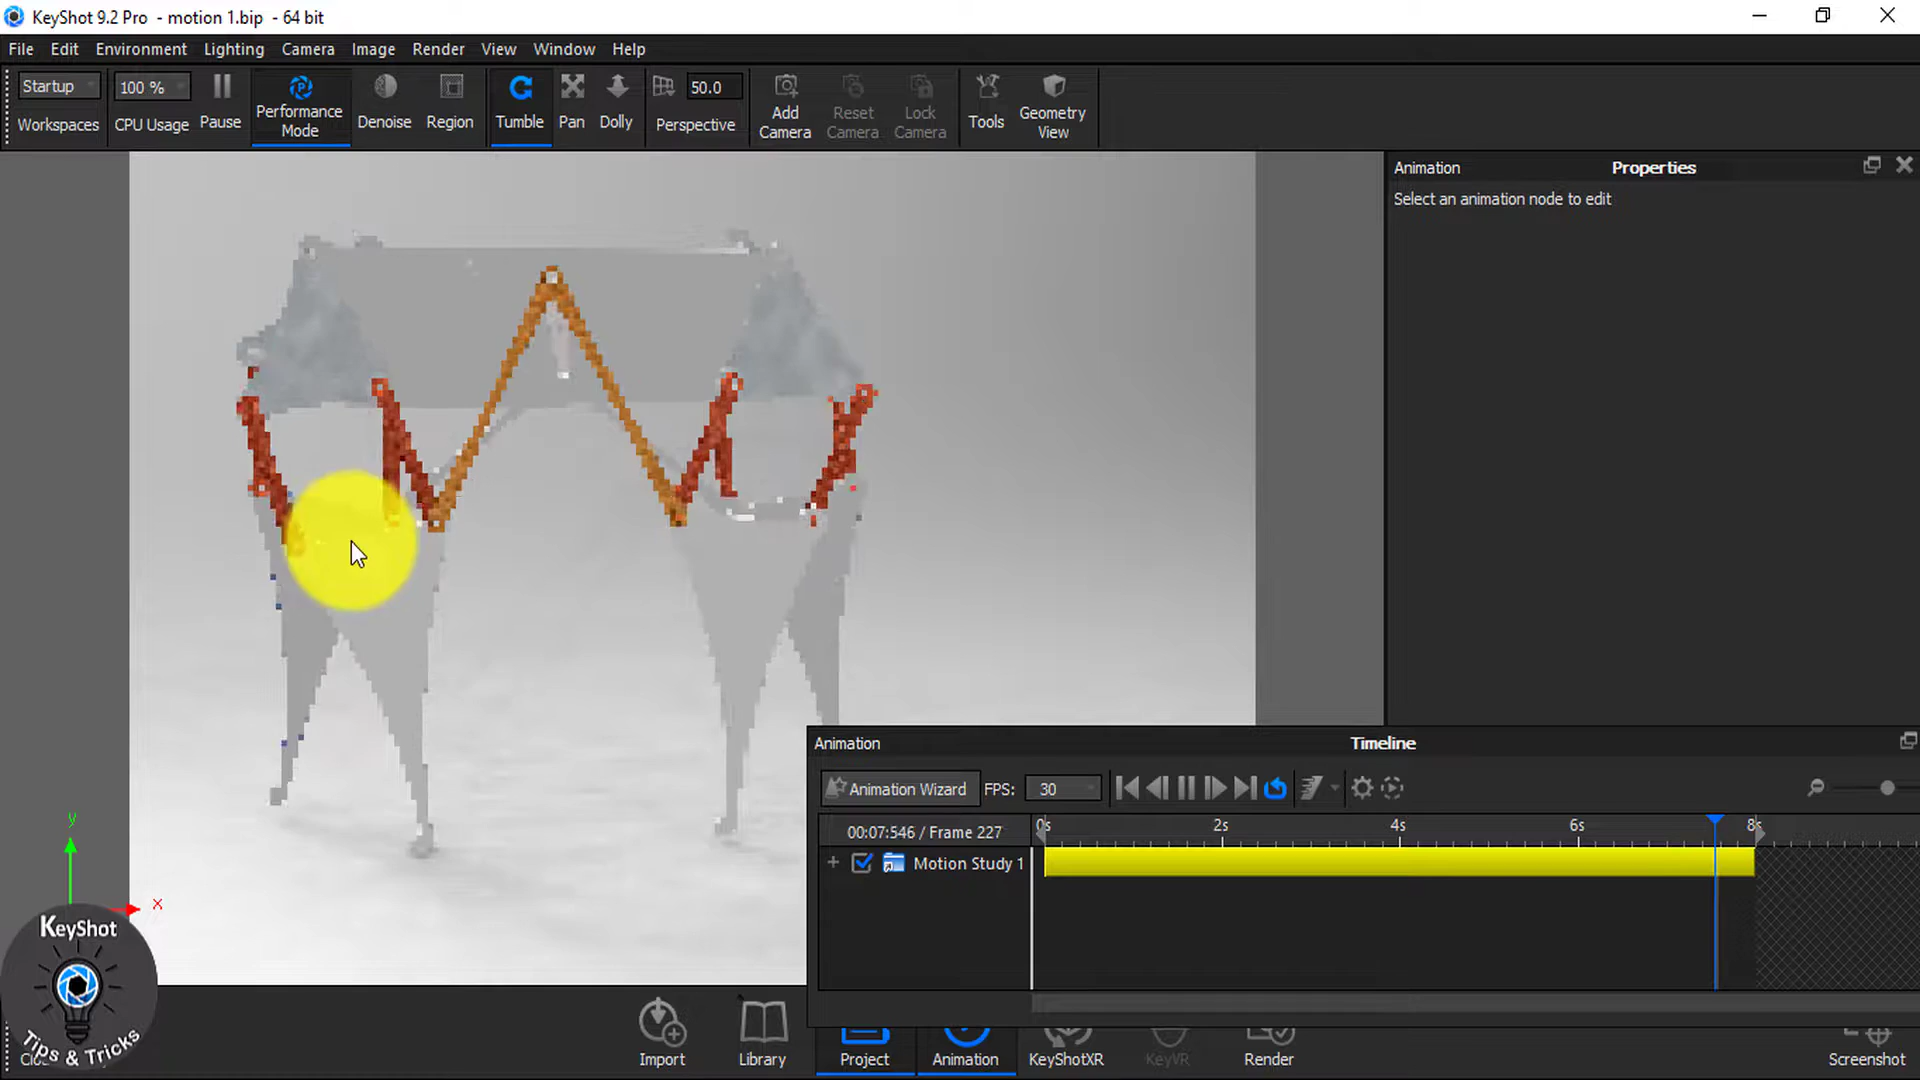 KeyShot 9.2 Pro - motion 1.bip - 64 bit
File Edit Environment Lighting Camera Image Render View Window Help
Startup
Workspaces
100 %
CPU Usage
Pause
Performance
Mode
Denoise
Region
Tumble
Pan
Dolly
50.0
Perspective
Add
Camera
Reset
Camera
Lock
Camera
Tools
Geometry
View
Animation Properties
Select an animation node to edit
Animation Timeline
Animation Wizard FPS: 30
00:07:546 / Frame 227 0s 2s 4s 6s 8s
Motion Study 1
y
x
KeyShot
Tips & Tricks
Import
Library
Project
Animation
KeyShotXR
KeyVR
Render
Screenshot